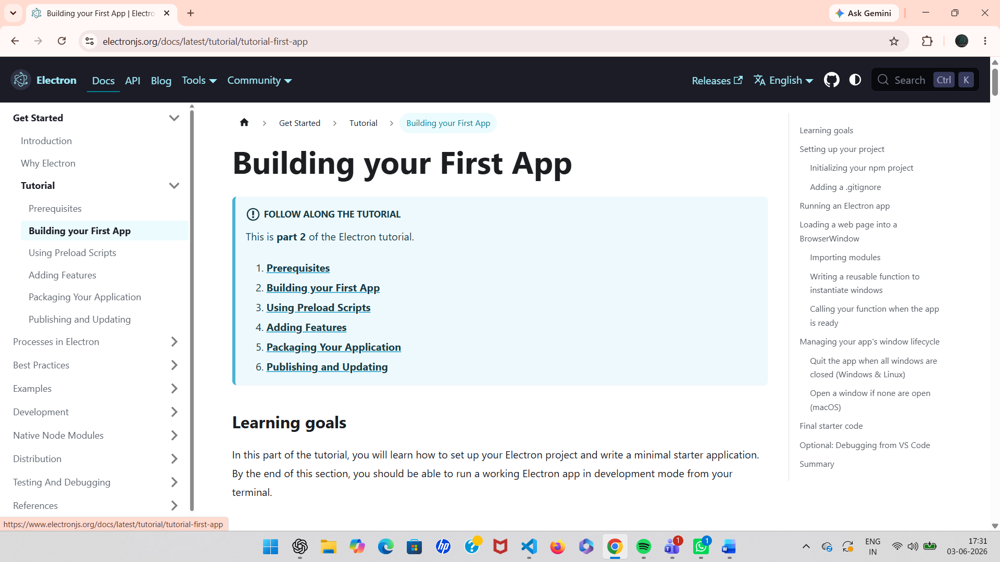 Building your First App | Electro
Ask Gemini
electronjs.org/docs/latest/tutorial/tutorial-first-app
Electron
Docs
API
Blog
Tools
Community
Releases
English
Search
Ctrl
K
Get Started
Introduction
Why Electron
Tutorial
Prerequisites
Building your First App
Using Preload Scripts
Adding Features
Packaging Your Application
Publishing and Updating
Processes in Electron
Best Practices
Examples
Development
Native Node Modules
Distribution
Testing And Debugging
References
https://www.electronjs.org/docs/latest/tutorial/tutorial-first-app
Get Started
Tutorial
Building your First App
Building your First App
FOLLOW ALONG THE TUTORIAL
This is part 2 of the Electron tutorial.
1. Prerequisites
2. Building your First App
3. Using Preload Scripts
4. Adding Features
5. Packaging Your Application
6. Publishing and Updating
Learning goals
In this part of the tutorial, you will learn how to set up your Electron project and write a minimal starter application.
By the end of this section, you should be able to run a working Electron app in development mode from your
terminal.
Learning goals
Setting up your project
Initializing your npm project
Adding a .gitignore
Running an Electron app
Loading a web page into a
BrowserWindow
Importing modules
Writing a reusable function to
instantiate windows
Calling your function when the app
is ready
Managing your app's window lifecycle
Quit the app when all windows are
closed (Windows & Linux)
Open a window if none are open
(macOS)
Final starter code
Optional: Debugging from VS Code
Summary
hp
?
T
1
1
W
ENG
IN
17:31
03-06-2026